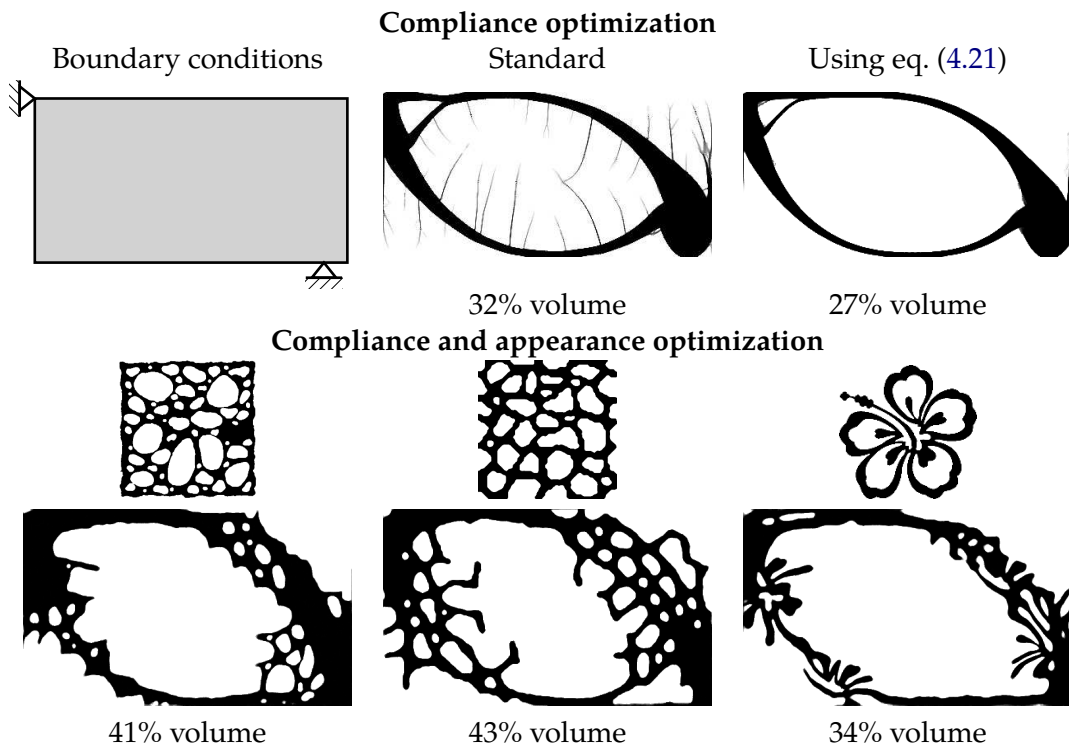 Compliance optimization
Boundary conditions Standard Using eq. (4.21)
32% volume 27% volume
Compliance and appearance optimization
41% volume 43% volume 34% volume